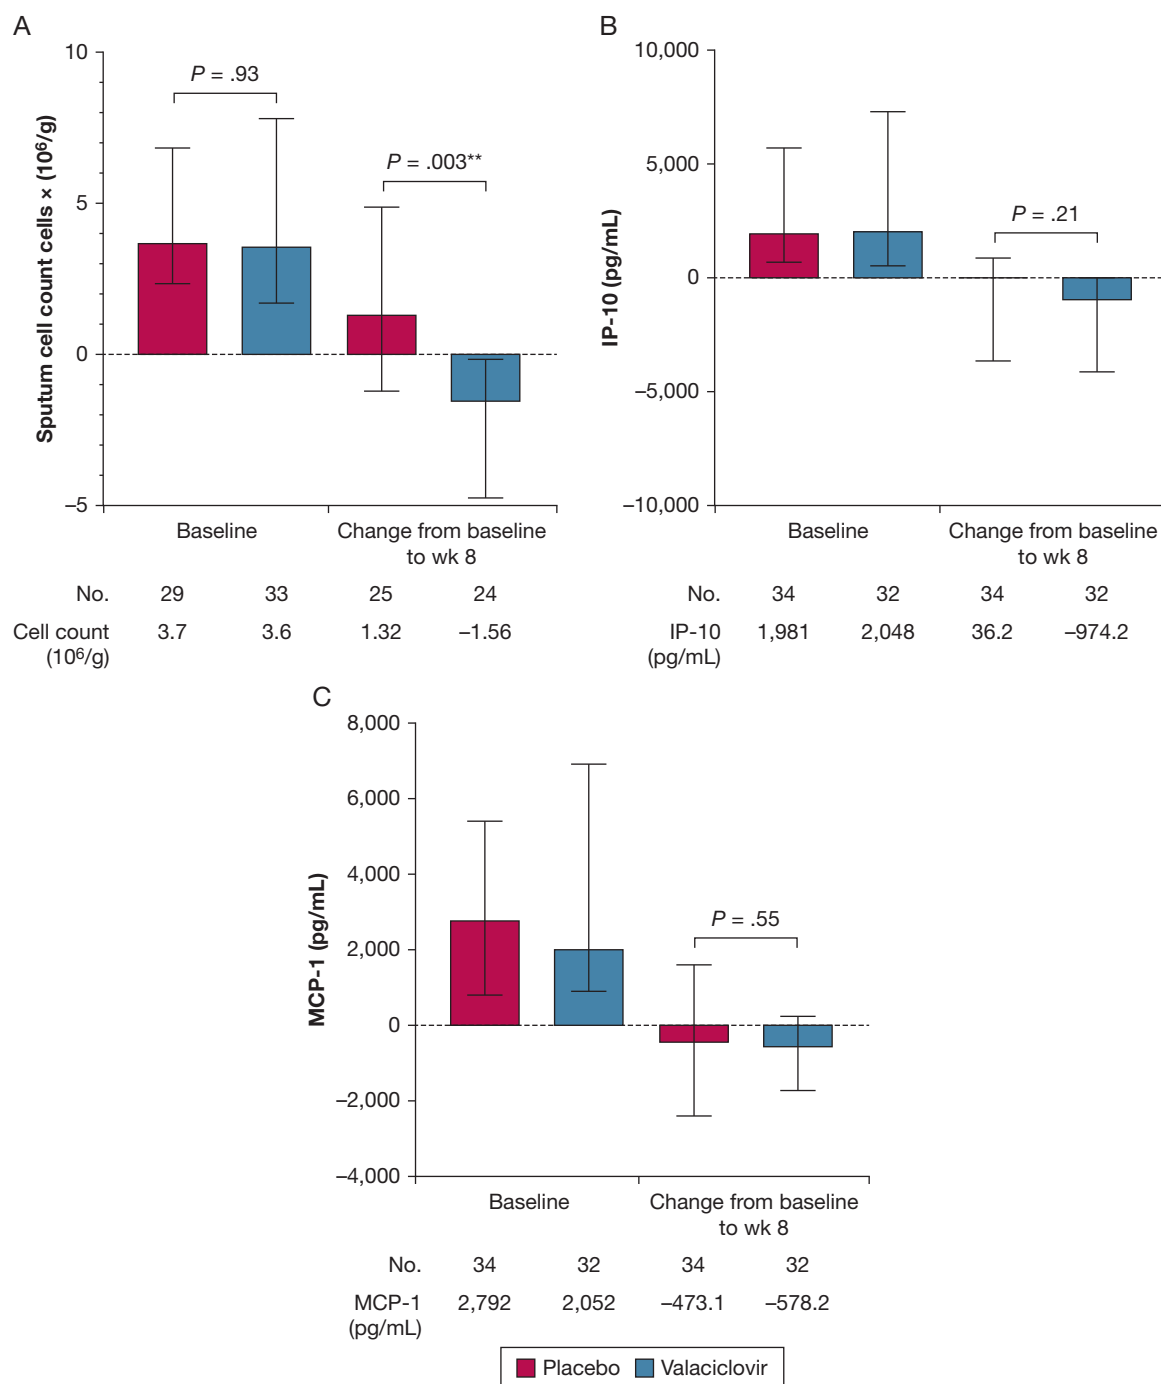 A
Sputum cell count cells × (10⁶/g)
10
5
0
–5
P = .93
P = .003**
Baseline
Change from baseline
to wk 8
No. 29 33 25 24
Cell count 3.7 3.6 1.32 –1.56
(10⁶/g)
B
IP-10 (pg/mL)
10,000
5,000
0
–5,000
–10,000
P = .21
Baseline
Change from baseline
to wk 8
No. 34 32 34 32
IP-10 1,981 2,048 36.2 –974.2
(pg/mL)
C
MCP-1 (pg/mL)
8,000
6,000
4,000
2,000
0
–2,000
–4,000
P = .55
Baseline
Change from baseline
to wk 8
No. 34 32 34 32
MCP-1 2,792 2,052 –473.1 –578.2
(pg/mL)
Placebo Valaciclovir